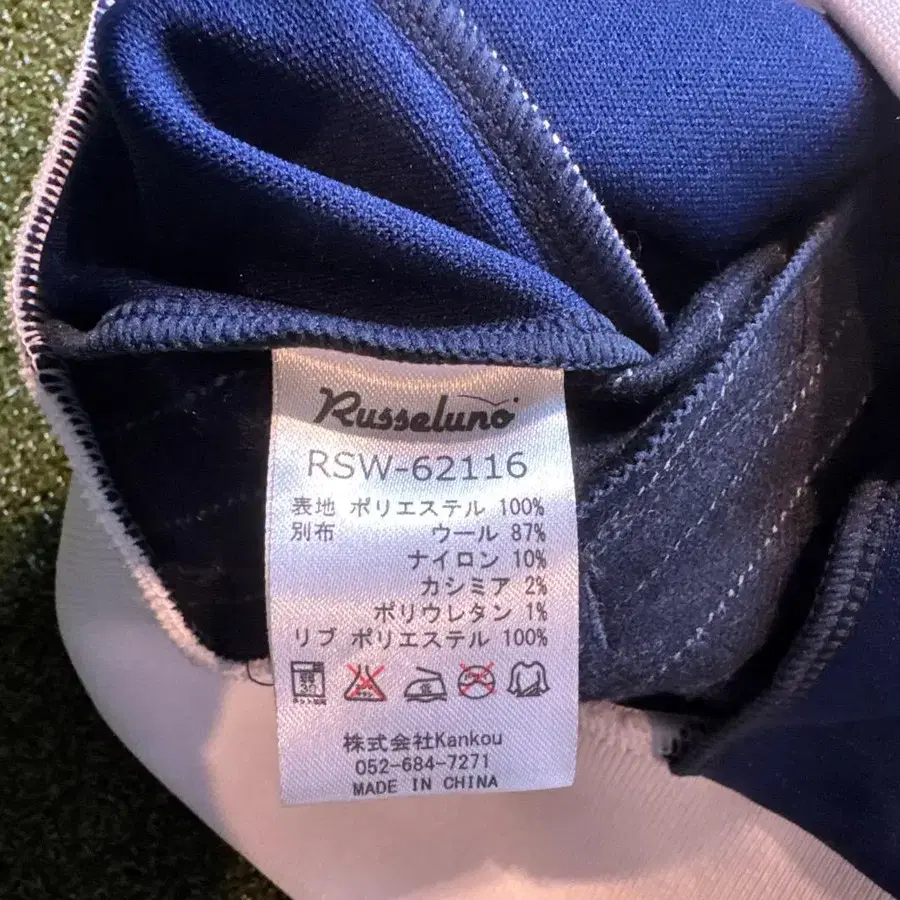 Russeluno
RSW-62116
表地 ポリエステル 100%
別布 ウール 87%
ナイロン 10%
カシミア 2%
ポリウレタン 1%
リブ ポリエステル 100%
株式会社Kankou
052-684-7271
MADE IN CHINA